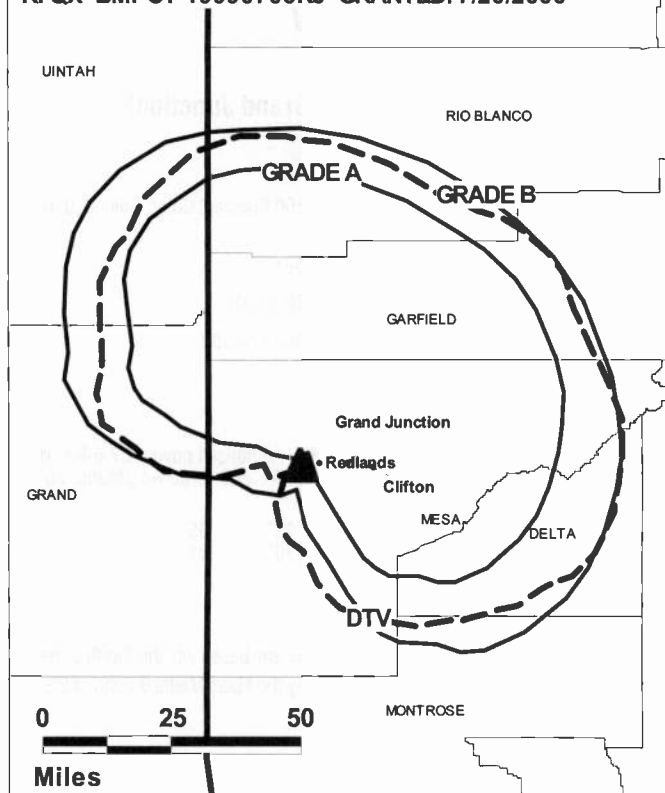 UINTAH
RIO BLANCO
GRADE A
GRADE B
GARFIELD
Grand Junction
Redlands
Clifton
GRAND
MESA
DELTA
DTV
MONTROSE
0 25 50
Miles